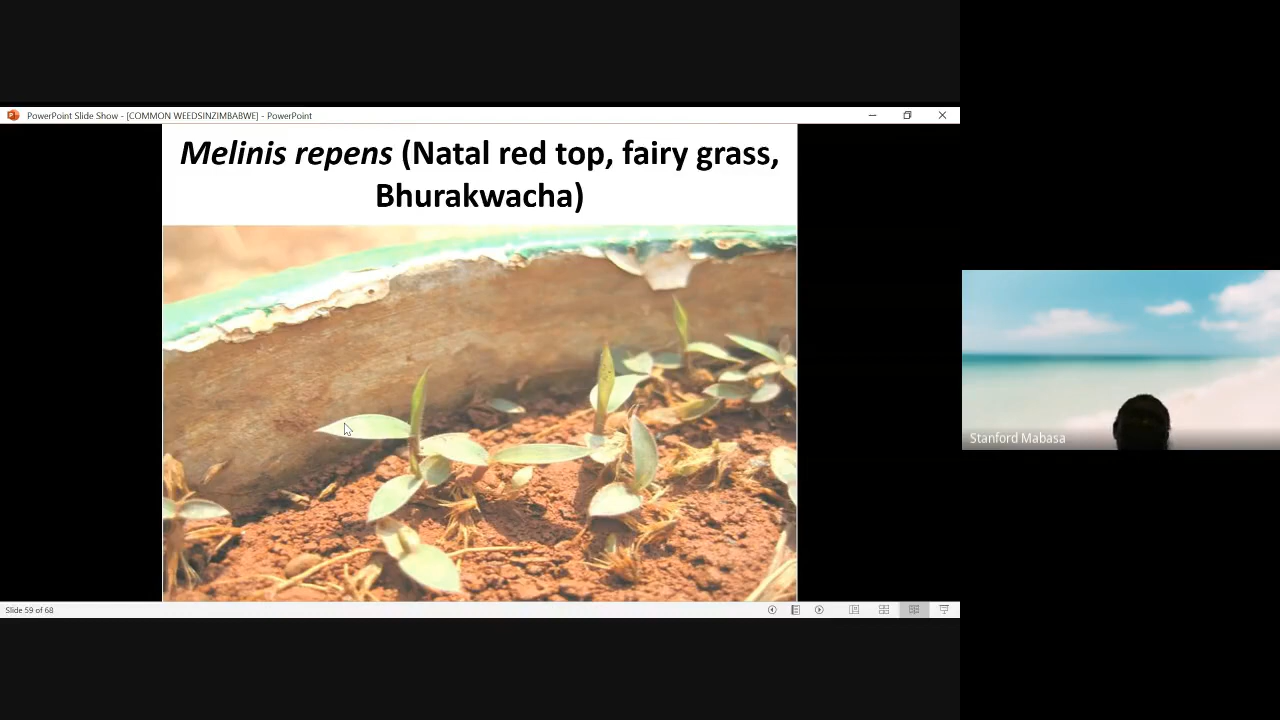 PowerPoint Slide Show - [COMMON WEEDSINZIMBABWE] - PowerPoint
Melinis repens (Natal red top, fairy grass,
Bhurakwacha)
Stanford Mabasa
Slide 59 of 68